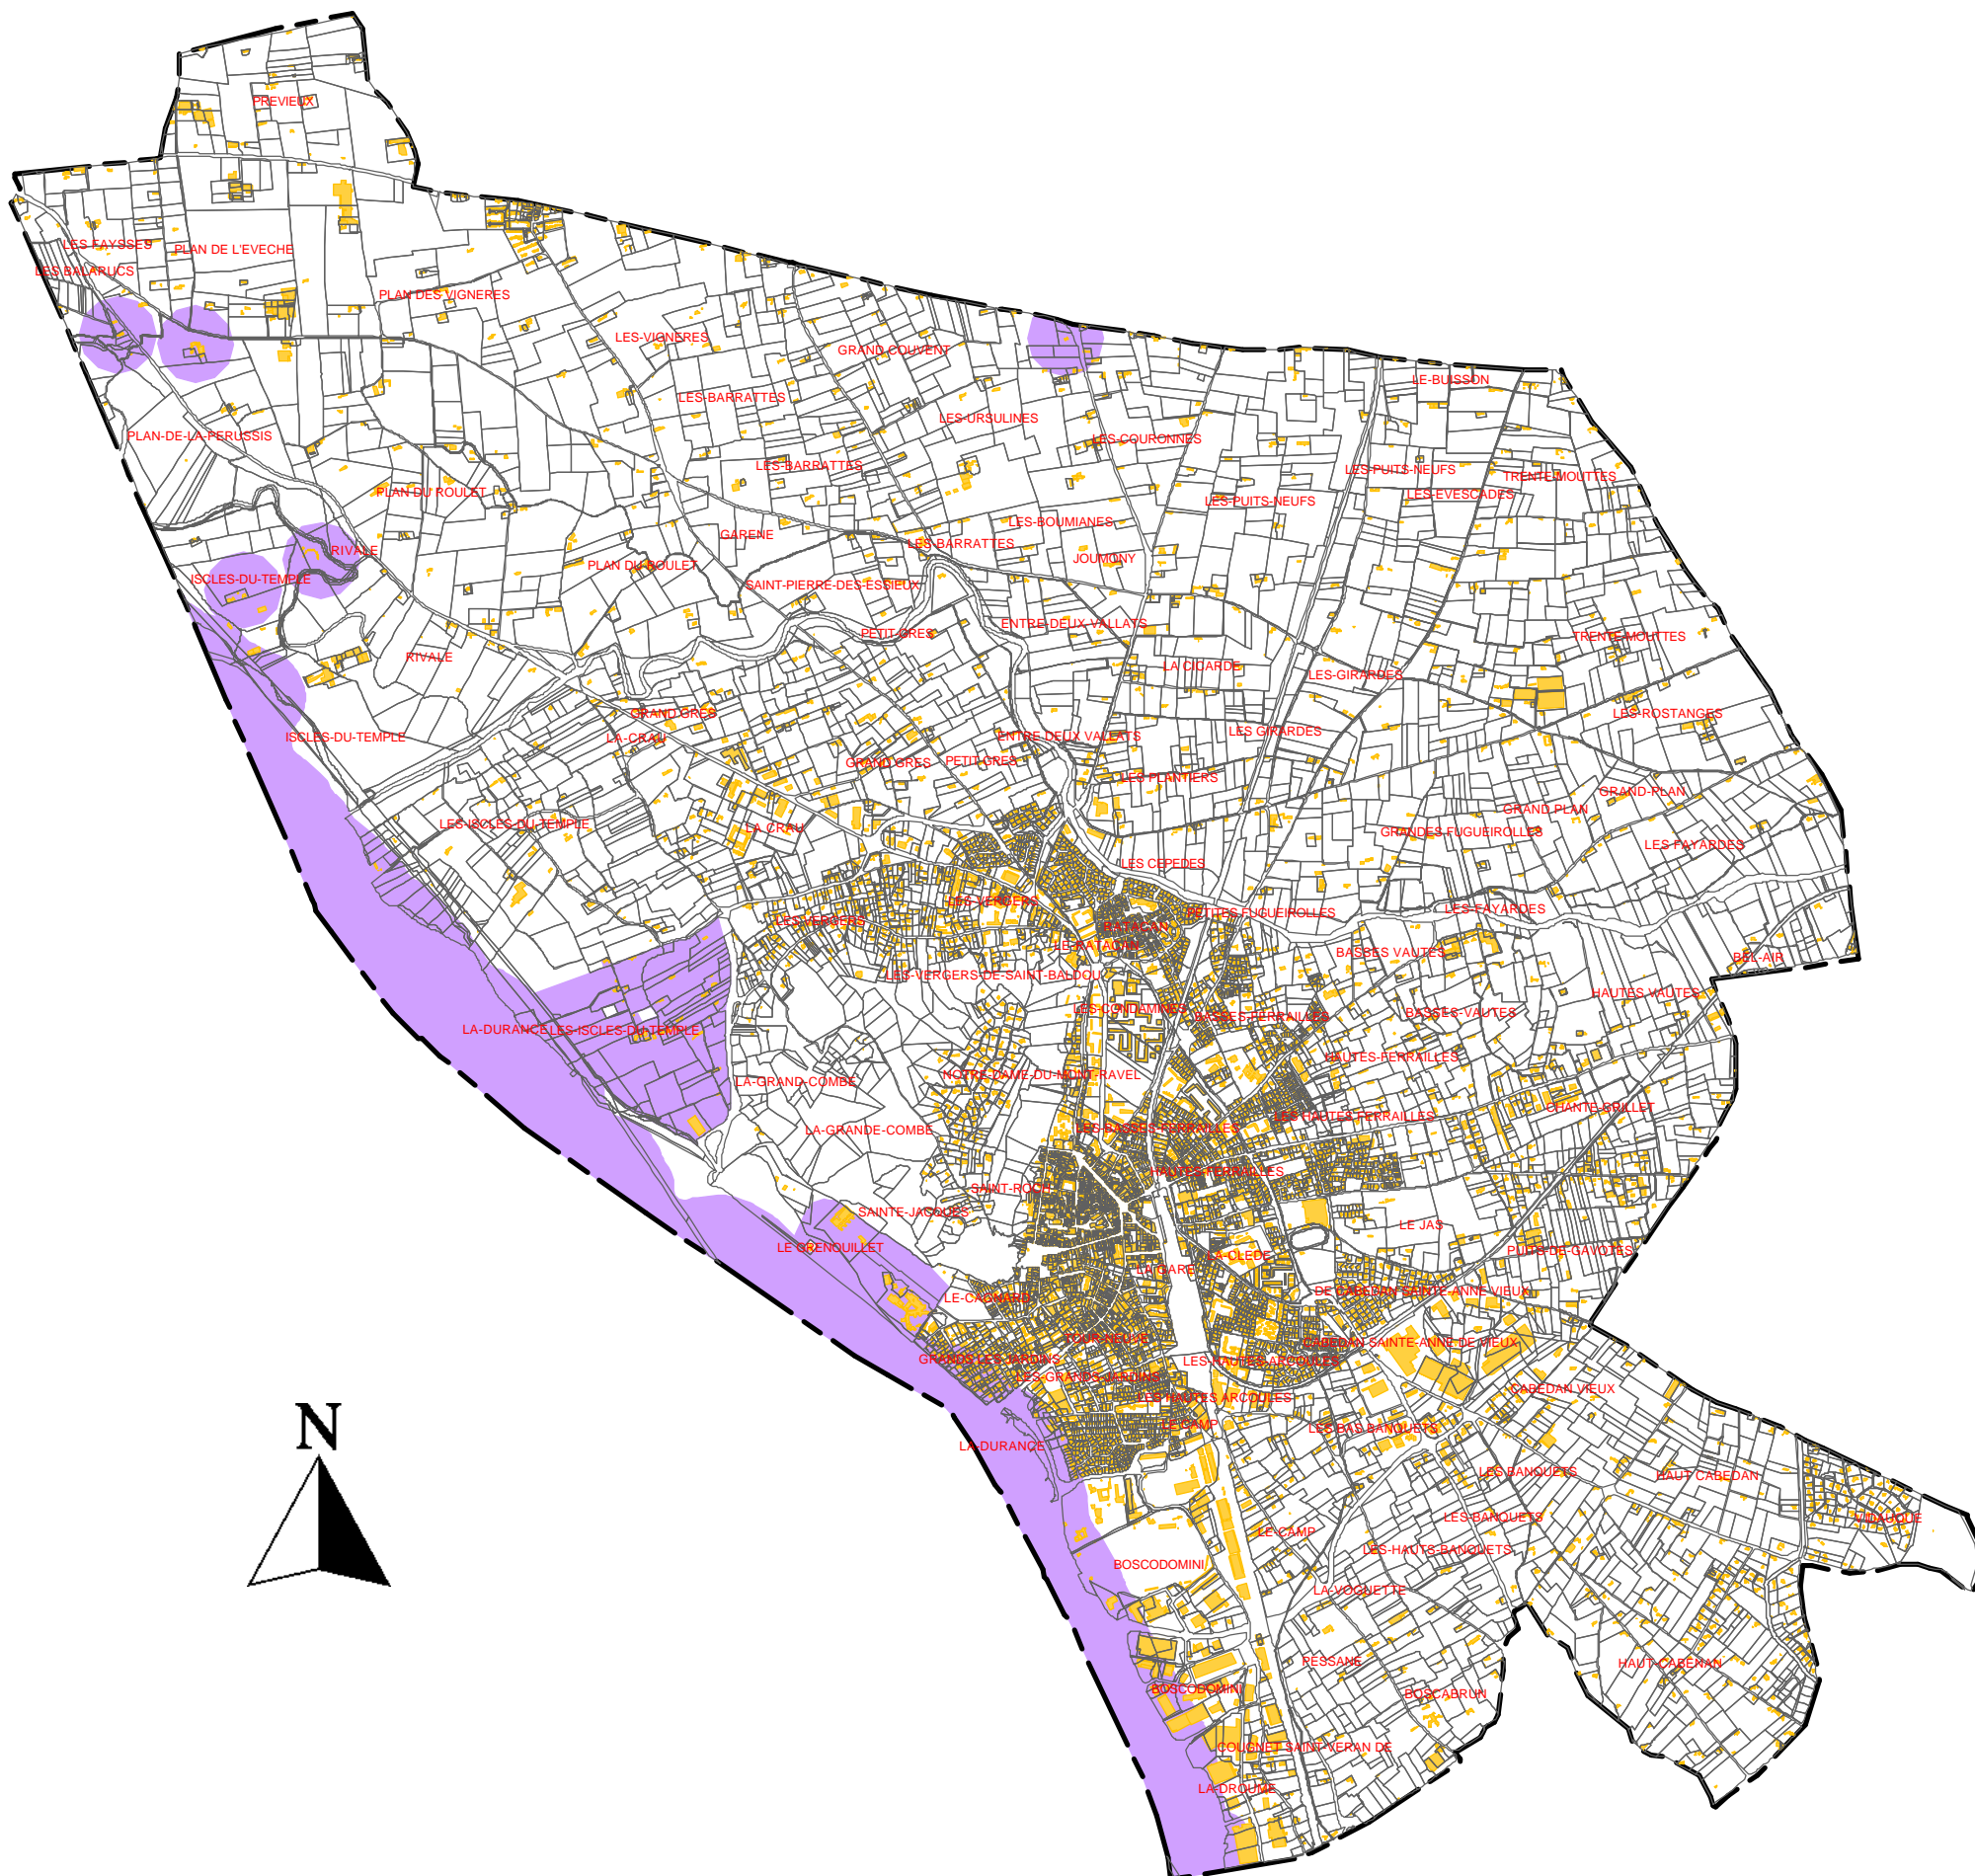 PREVIEUX
LES FAYSSES
PLAN DE L'EVECHE
LES BALARUCS
PLAN DES VIGNERES
LES-VIGNERES
GRAND COUVENT
LE-BUISSON
LES-BARRATTES
LES-URSULINES
PLAN-DE-LA-PERUSSIS
LES-COURONNES
LES-BARRATTES
LES-PUITS-NEUFS
TRENTE-MOUTTES
PLAN DU ROULET
LES-EVESCADES
LES-PUITS-NEUFS
LES-BOUMIANES
GARENE
LES-BARRATTES
RIVALE
JOUMONY
PLAN DU ROULET
ISCLES-DU-TEMPLE
SAINT-PIERRE-DES-ESSIEUX
ENTRE-DEUX-VALLATS
PETIT-GRES
TRENTE-MOUTTES
RIVALE
LA CIGARDE
LES-GIRARDES
GRAND GRES
LES-ROSTANGES
ISCLES-DU-TEMPLE
LA-CRAU
ENTRE-DEUX VALLATS
LES GIRARDES
GRAND GRES
PETIT-GRES
LES PLANTIERS
GRAND-PLAN
GRAND PLAN
LES-ISCLES-DU-TEMPLE
LA CRAU
GRANDES-FUGUEIROLLES
LES FAYARDES
LES CEPEDES
LES-VERGERS
LES-FAYARDES
PETITES FUGUEIROLLES
LES-VERGERS
RATACAN
LE-RATACAN
BASSES VAUTES
BEL-AIR
LES-VERGERS-DE-SAINT-BALDOU
HAUTES VAUTES
LES-CONDAMINES
BASSES-FERRAILLES
BASSES-VAUTES
LA-DURANCE
LES-ISCLES-DU-TEMPLE
HAUTES-FERRAILLES
NOTRE-DAME-DU-MONT-RAVEL
LA-GRAND-COMBE
CHANTE-GRILLET
LES HAUTES FERRAILLES
LA-GRANDE-COMBE
LES-BASSES-FERRAILLES
HAUTES-FERRAILLES
SAINT-ROCH
SAINTE-JACQUES
LE JAS
LE GRENOUILLET
PUITS-DE-GAVOTES
LA-CLEDE
LA GARE
DE CABEDAN SAINTE-ANNE VIEUX
LE-CAGNARD
TOUR-NEUVE
CABEDAN SAINTE-ANNE DE VIEUX
GRANDS LES JARDINS
LES-HAUTES-ARCOULES
LES-GRANDS-JARDINS
CABEDAN VIEUX
LES HAUTES ARCOULES
LE-CAMP
LES BAS BANQUETS
N
LA-DURANCE
LES BANQUETS
HAUT CABEDAN
LES-BANQUETS
VIDAUQUE
LE-CAMP
LES-HAUTS-BANQUETS
BOSCODOMINI
LA-VOGUETTE
PESSANE
HAUT-CABENAN
BOSCODOMINI
BOSCABRUN
COUGNET SAINT-VERAN DE
LA-DROUME